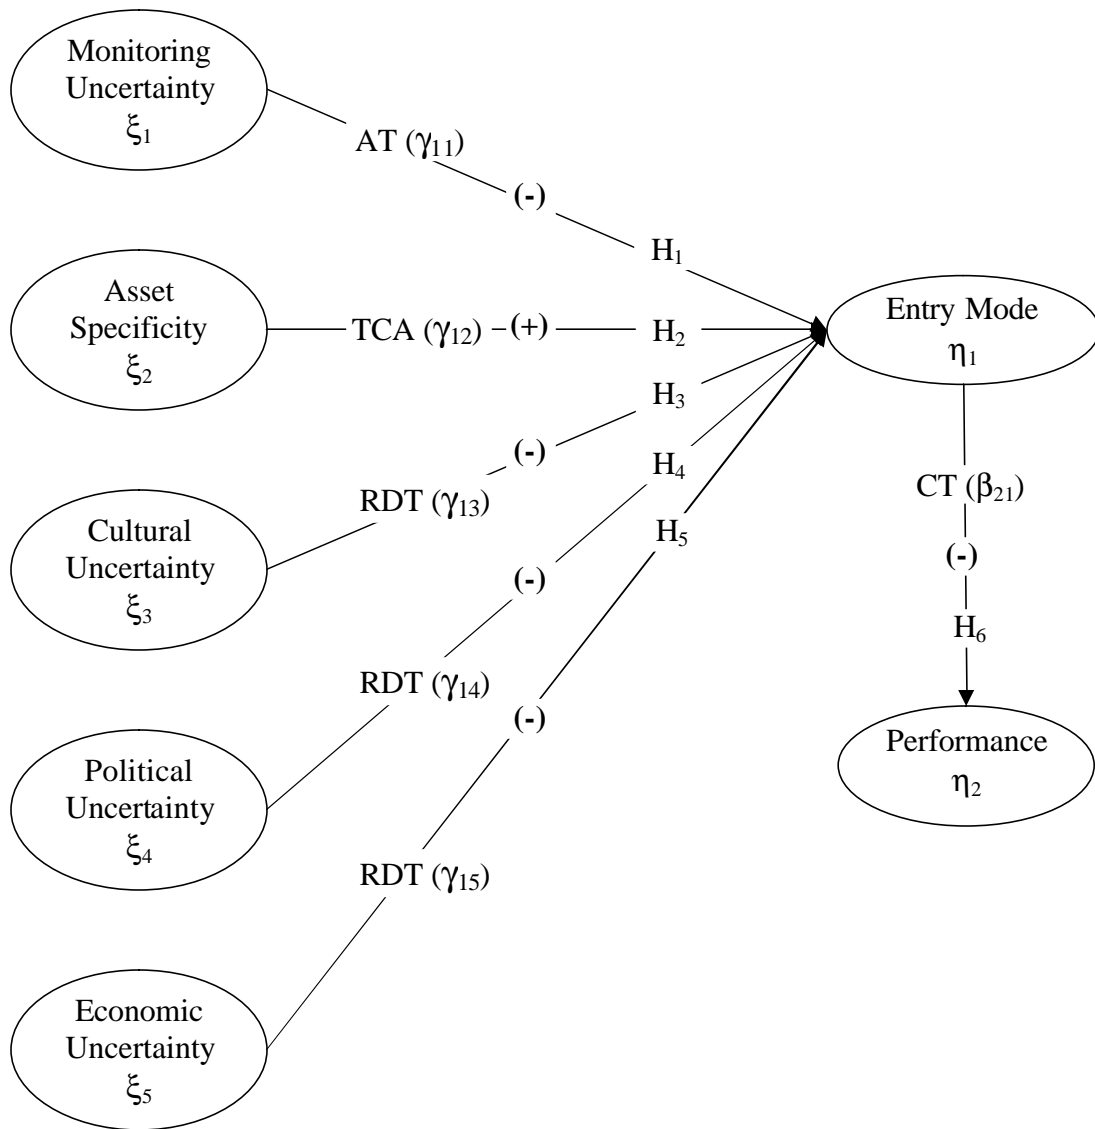 Monitoring
Uncertainty
ξ₁
AT (γ₁₁)
(-)
H₁
Asset
Specificity
ξ₂
TCA (γ₁₂)
(+)
H₂
Entry Mode
η₁
Cultural
Uncertainty
ξ₃
RDT (γ₁₃)
(-)
H₃
Political
Uncertainty
ξ₄
RDT (γ₁₄)
(-)
H₄
Economic
Uncertainty
ξ₅
RDT (γ₁₅)
(-)
H₅
CT (β₂₁)
(-)
H₆
Performance
η₂